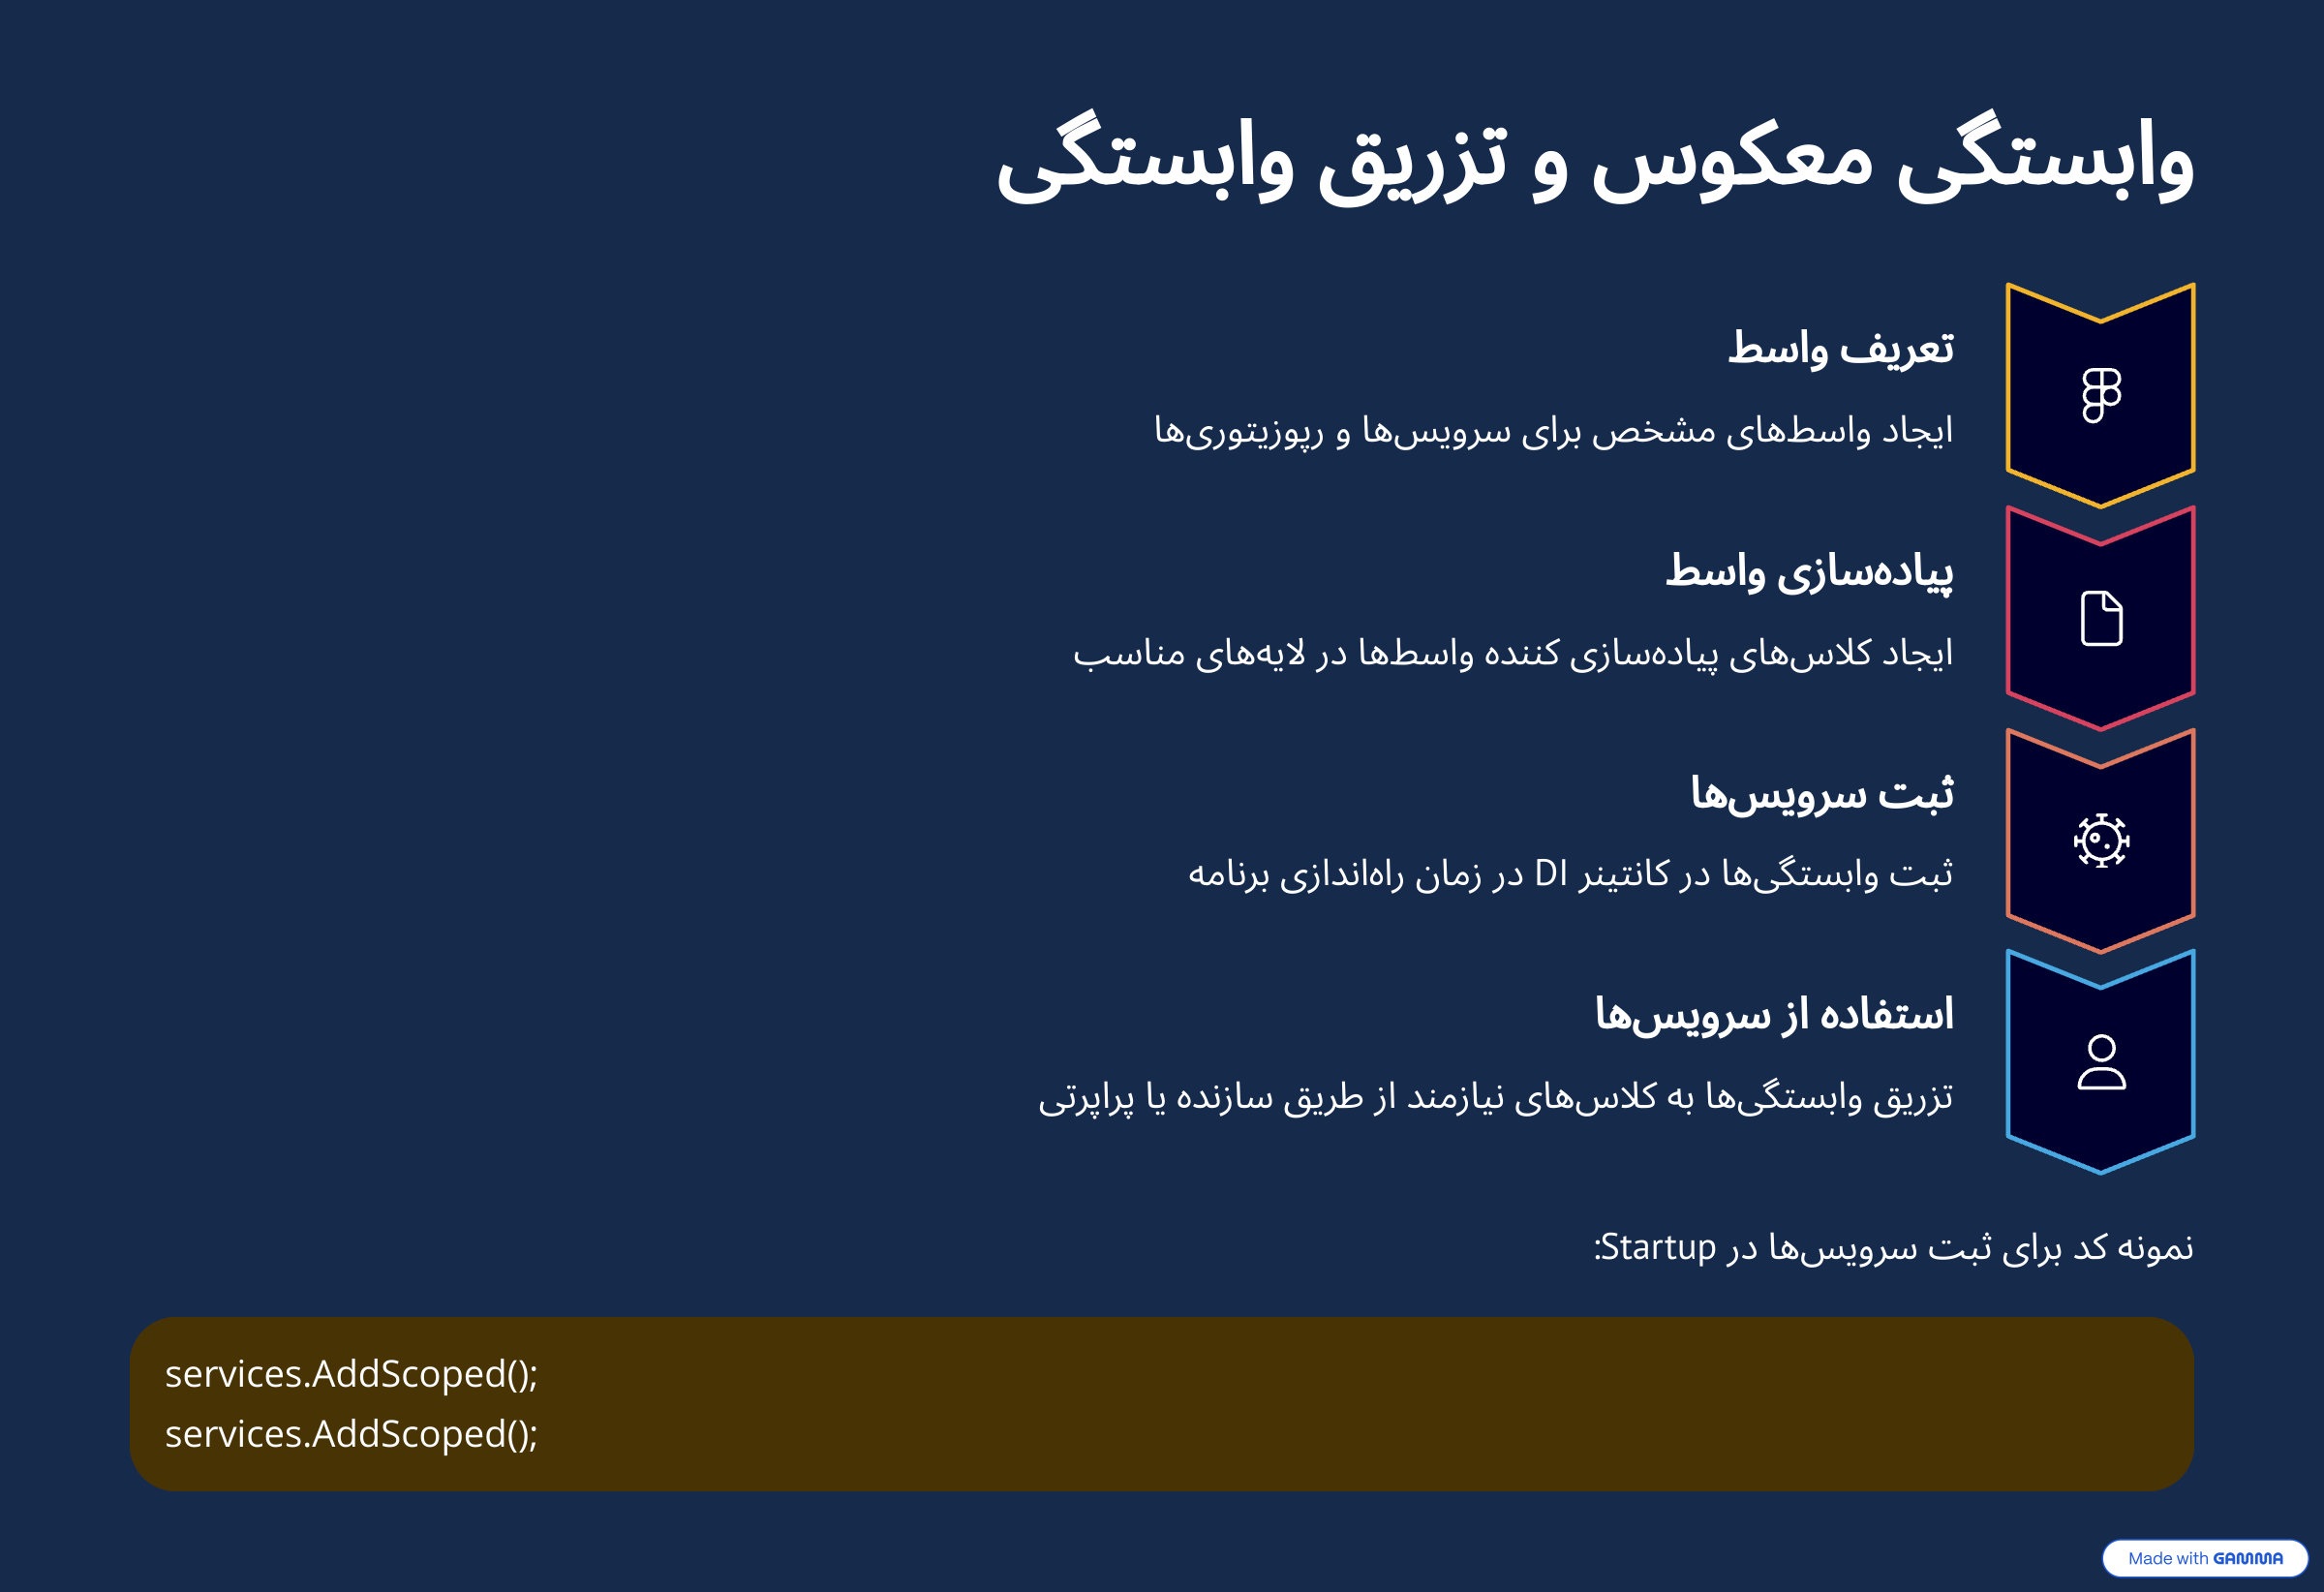 وابستگی معکوس و تزریق وابستگی
تعریف واسط
ایجاد واسط‌های مشخص برای سرویس‌ها و رپوزیتوری‌ها
پیاده‌سازی واسط
ایجاد کلاس‌های پیاده‌سازی کننده واسط‌ها در لایه‌های مناسب
ثبت سرویس‌ها
ثبت وابستگی‌ها در کانتینر DI در زمان راه‌اندازی برنامه
استفاده از سرویس‌ها
تزریق وابستگی‌ها به کلاس‌های نیازمند از طریق سازنده یا پراپرتی
نمونه کد برای ثبت سرویس‌ها در Startup:
services.AddScoped();
services.AddScoped();
Made with GAMMA